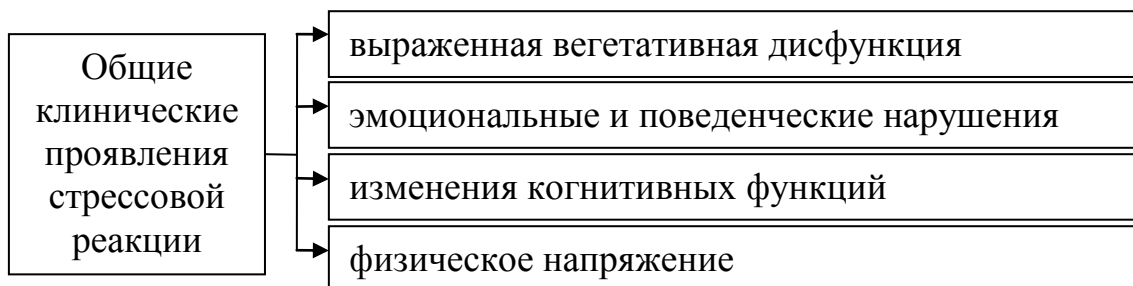 Общие
клинические
проявления
стрессовой
реакции
выраженная вегетативная дисфункция
эмоциональные и поведенческие нарушения
изменения когнитивных функций
физическое напряжение